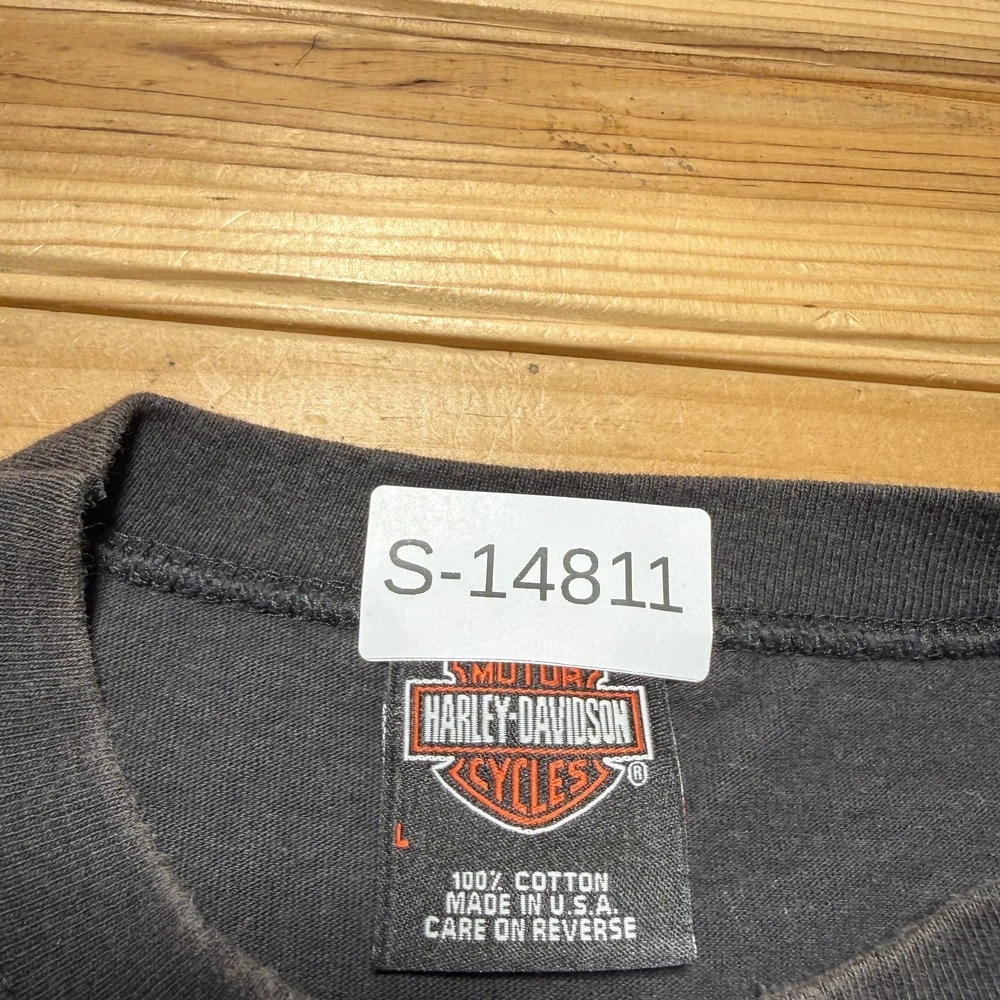 S-14811
MOTOR
HARLEY-DAVIDSON
CYCLES
®
L
100% COTTON
MADE IN U.S.A.
CARE ON REVERSE